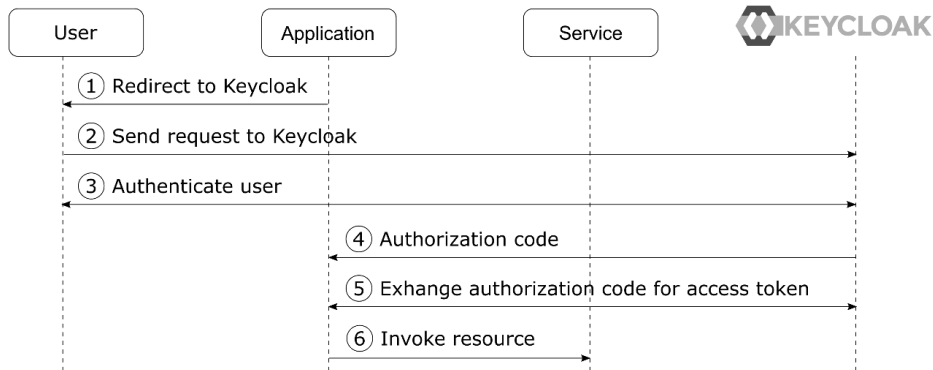 User
Application
Service
KEYCLOAK
1 Redirect to Keycloak
2 Send request to Keycloak
3 Authenticate user
4 Authorization code
5 Exhange authorization code for access token
6 Invoke resource